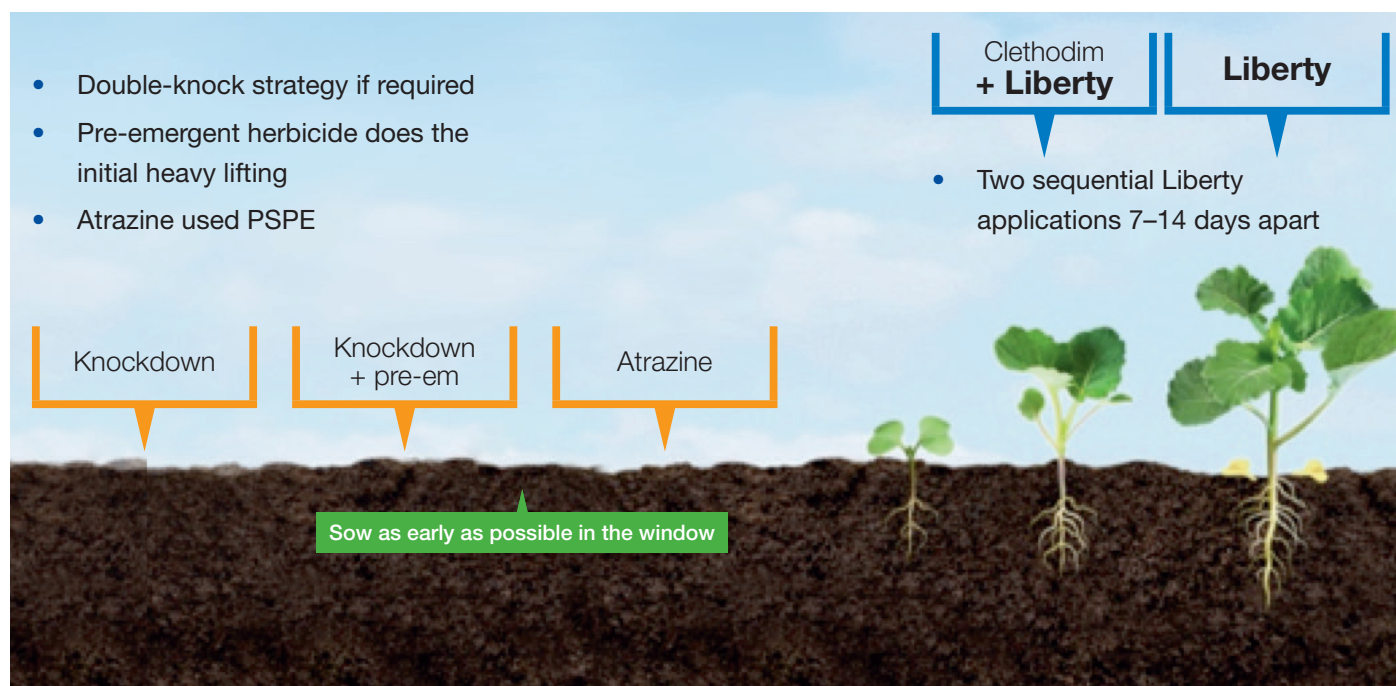 • Double-knock strategy if required
• Pre-emergent herbicide does the
initial heavy lifting
• Atrazine used PSPE
Clethodim
+ Liberty
Liberty
• Two sequential Liberty
applications 7–14 days apart
Knockdown
Knockdown
+ pre-em
Atrazine
Sow as early as possible in the window